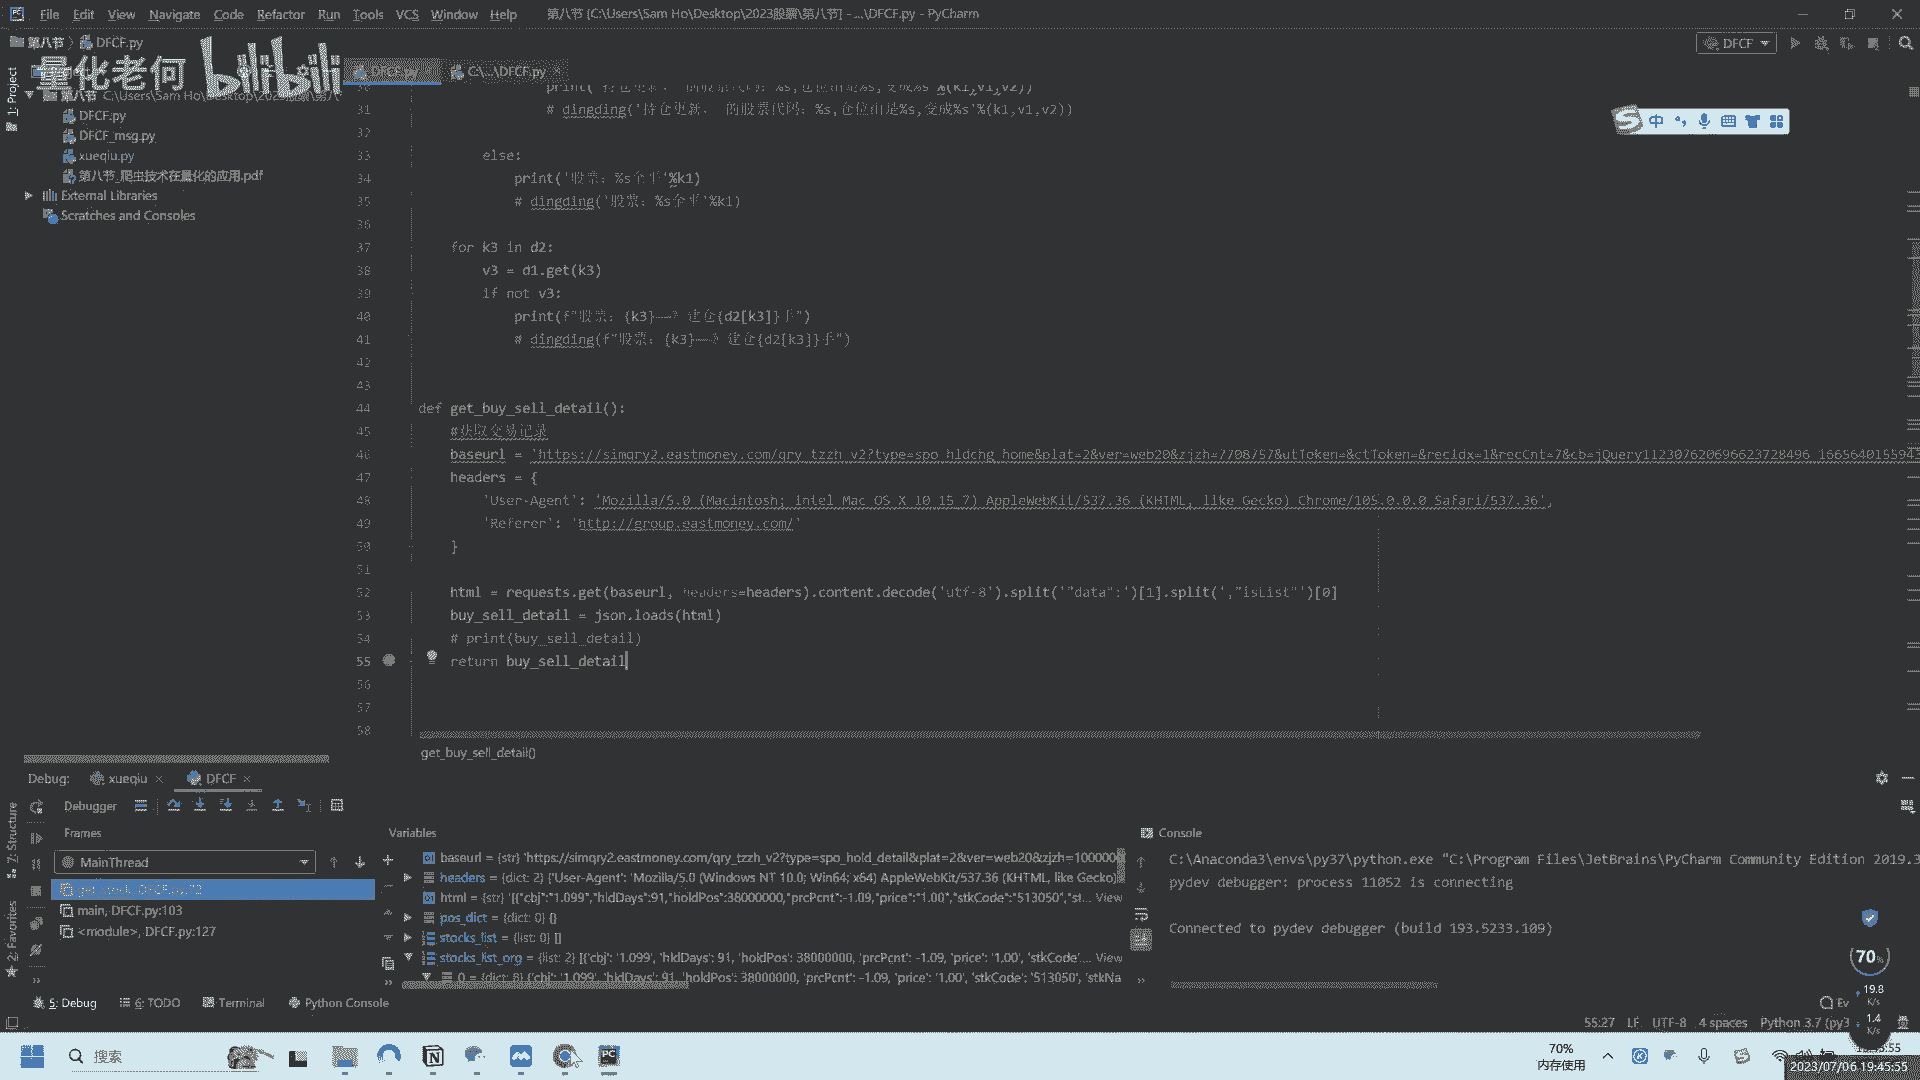 File Edit View Navigate Code Refactor Run Tools VCS Window Help 第八节 [C:\Users\Sam Ho\Desktop\2023股票\第八节] - ...\DFCF.py - PyCharm
第八节 DFCF.py
DFCF
量化老何 bilibili
DFCF.py C:\...\DFCF.py
1: Project
第八节 C:\Users\Sam Ho\Desktop\2023股票\第八
DFCF.py
DFCF_msg.py
xueqiu.py
第八节_爬虫技术在量化的应用.pdf
External Libraries
Scratches and Consoles
中
31 # dingding('持仓更新, 的股票代码：%s,仓位由是%s,变成%s'%(k1,v1,v2))
32
33 else:
34 print('股票：%s全平'%k1)
35 # dingding('股票：%s全平'%k1)
36
37 for k3 in d2:
38 v3 = d1.get(k3)
39 if not v3:
40 print(f"股票：{k3}——》建仓{d2[k3]}手")
41 # dingding(f"股票：{k3}——》建仓{d2[k3]}手")
42
43
44 def get_buy_sell_detail():
45 #获取交易记录
46 baseurl = 'https://simqry2.eastmoney.com/qry_tzzh_v2?type=spo_hldchg_home&plat=2&ver=web20&zjzh=7708757&utToken=&ctToken=&recIdx=1&recCnt=7&cb=jQuery112307620696623728496_1665640155943
47 headers = {
48 'User-Agent': 'Mozilla/5.0 (Macintosh; intel Mac OS X 10_15_7) AppleWebKit/537.36 (KHTML, like Gecko) Chrome/105.0.0.0 Safari/537.36',
49 'Referer': 'http://group.eastmoney.com/'
50 }
51
52 html = requests.get(baseurl, headers=headers).content.decode('utf-8').split('"data":')[1].split(',"isList"')[0]
53 buy_sell_detail = json.loads(html)
54 # print(buy_sell_detail)
55 return buy_sell_detail
56
57
58
get_buy_sell_detail()
Debug: xueqiu DFCF
Debugger
Frames Variables Console
MainThread
main, DFCF.py:103
<module>, DFCF.py:127
baseurl = {str} 'https://simqry2.eastmoney.com/qry_tzzh_v2?type=spo_hold_detail&plat=2&ver=web20&zjzh=1000000
headers = {dict: 2} {'User-Agent': 'Mozilla/5.0 (Windows NT 10.0; Win64; x64) AppleWebKit/537.36 (KHTML, like Gecko)
html = {str} '[{"cbj":"1.099","hldDays":91,"holdPos":38000000,"prcPcnt":-1.09,"price":"1.00","stkCode":"513050","st... View
pos_dict = {dict: 0} {}
stocks_list = {list: 0} []
stocks_list_org = {list: 2} [{'cbj': '1.099', 'hldDays': 91, 'holdPos': 38000000, 'prcPcnt': -1.09, 'price': '1.00', 'stkCode'... View
0 = {dict: 8} {'cbj': '1.099', 'hldDays': 91, 'holdPos': 38000000, 'prcPcnt': -1.09, 'price': '1.00', 'stkCode': '513050', 'stkNa
C:\Anaconda3\envs\py37\python.exe "C:\Program Files\JetBrains\PyCharm Community Edition 2019.3
pydev debugger: process 11052 is connecting
Connected to pydev debugger (build 193.5233.109)
7: Structure
2: Favorites
70%
19.8
K/s
1.4
K/s
5: Debug 6: TODO Terminal Python Console Ev
55:27 LF UTF-8 4 spaces Python 3.7 (py3
搜索
70%
内存使用
2023/07/06 19:45:55